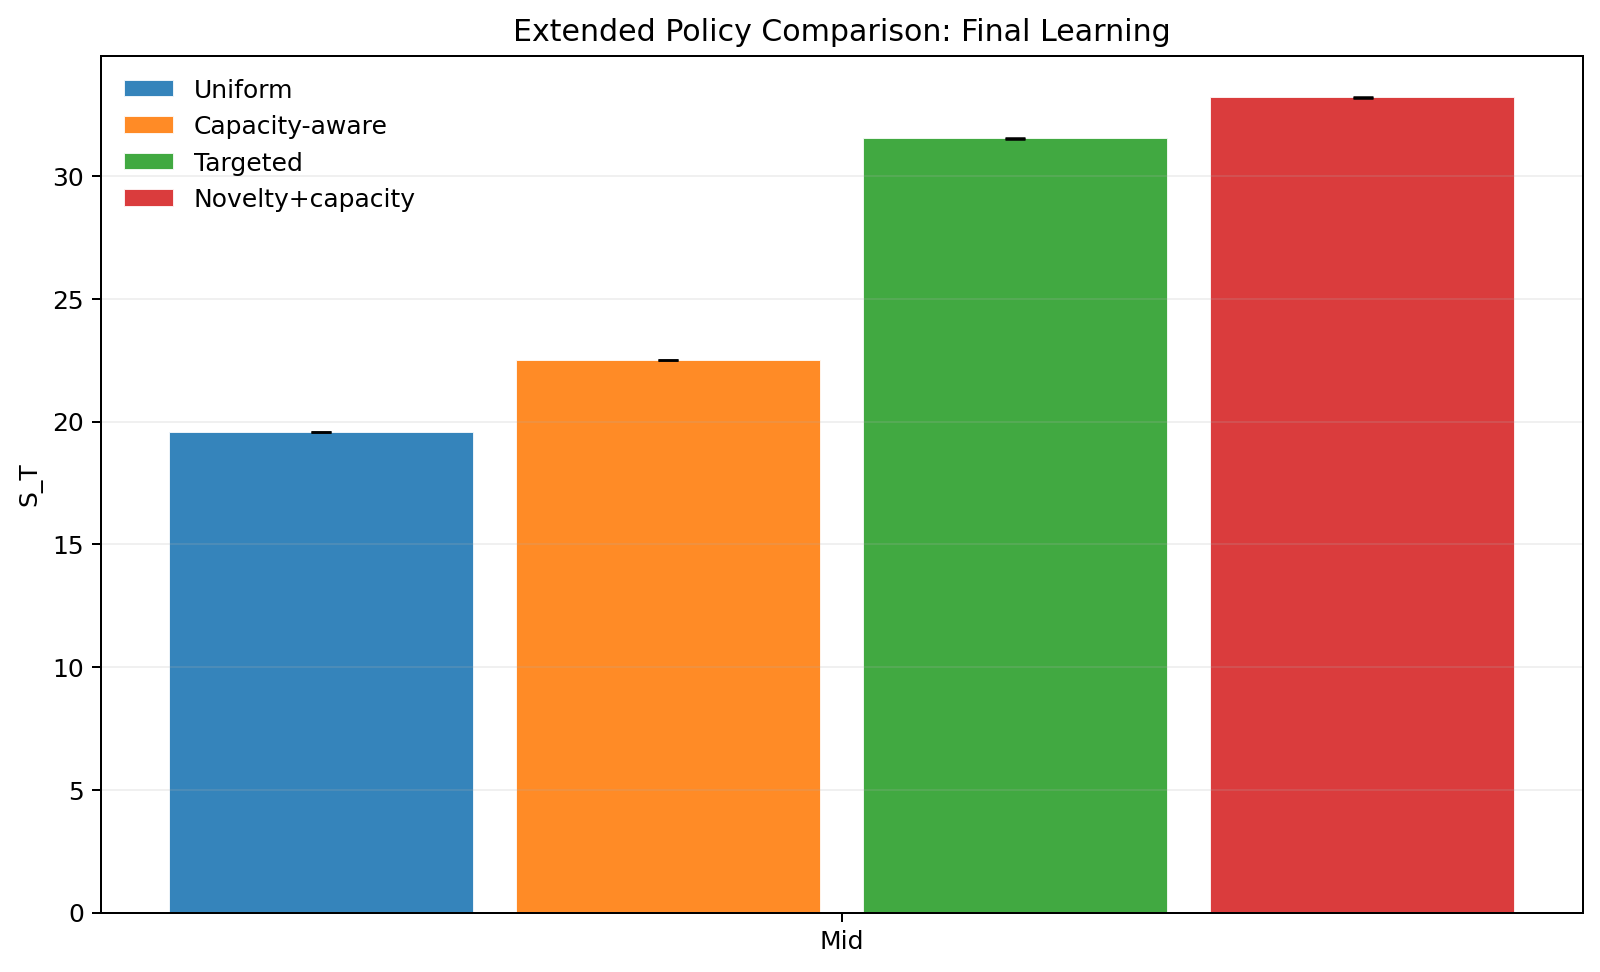 Extended Policy Comparison: Final Learning
Uniform
Capacity-aware
Targeted
Novelty+capacity
30
25
20
15
10
5
0
S_T
Mid